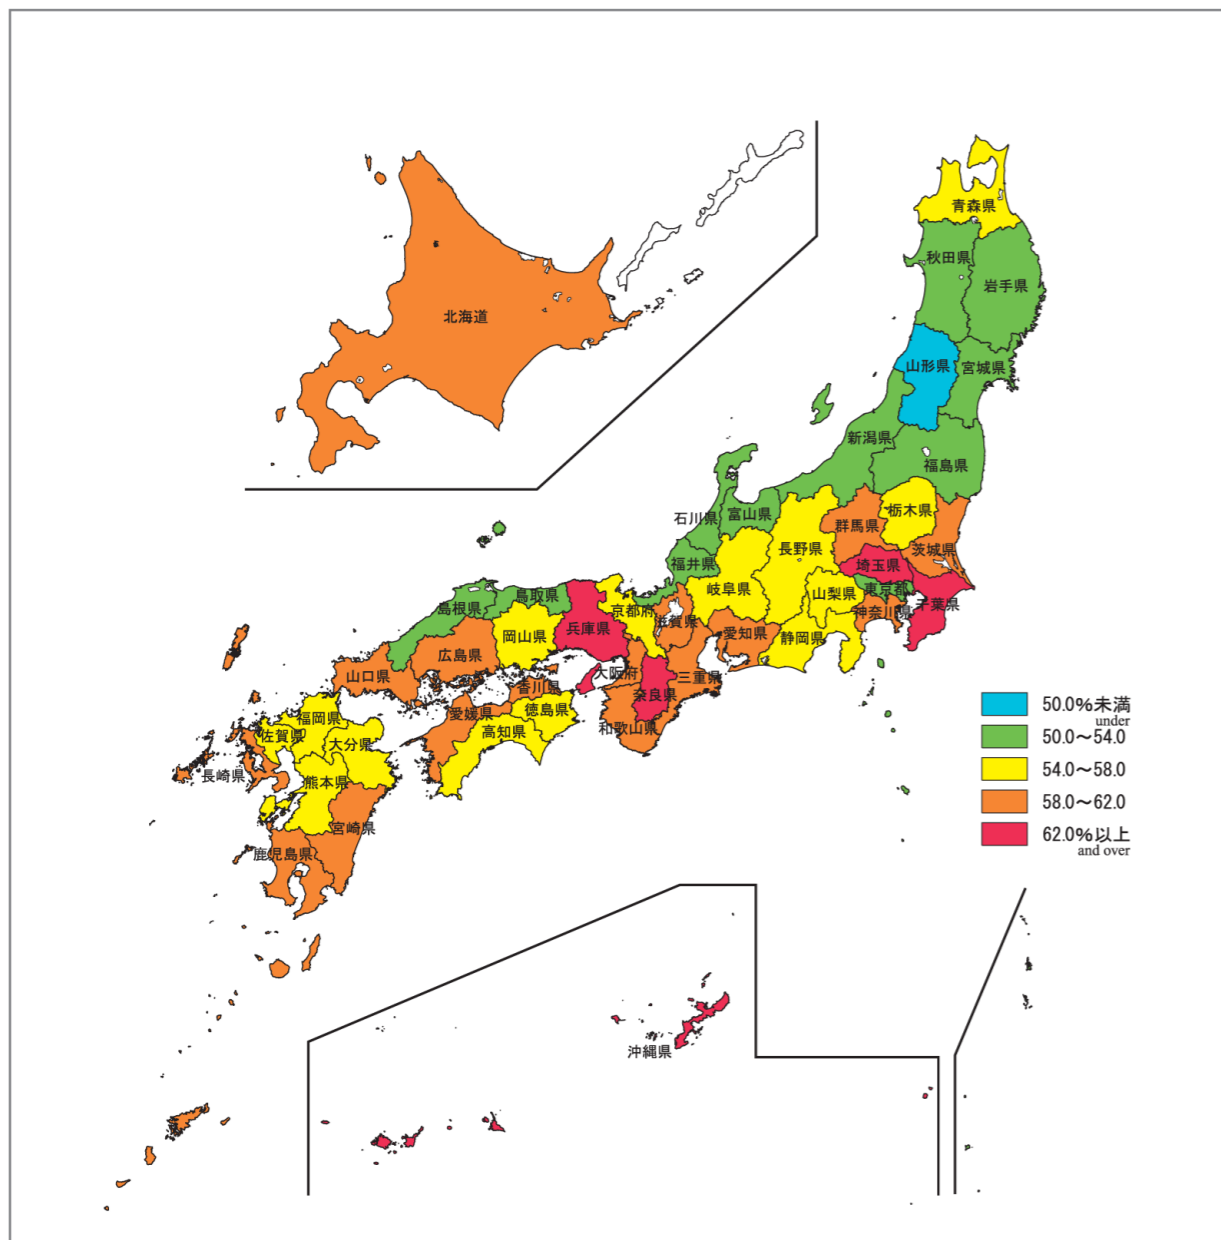 北海道
青森県
秋田県
岩手県
山形県
宮城県
新潟県
福島県
石川県
富山県
福井県
長野県
岐阜県
群馬県
栃木県
茨城県
埼玉県
東京都
千葉県
神奈川県
山梨県
静岡県
愛知県
滋賀県
京都府
三重県
奈良県
大阪府
和歌山県
兵庫県
鳥取県
島根県
岡山県
広島県
山口県
香川県
徳島県
愛媛県
高知県
福岡県
佐賀県
大分県
長崎県
熊本県
宮崎県
鹿児島県
沖縄県
50.0%未満
under
50.0～54.0
54.0～58.0
58.0～62.0
62.0%以上
and over